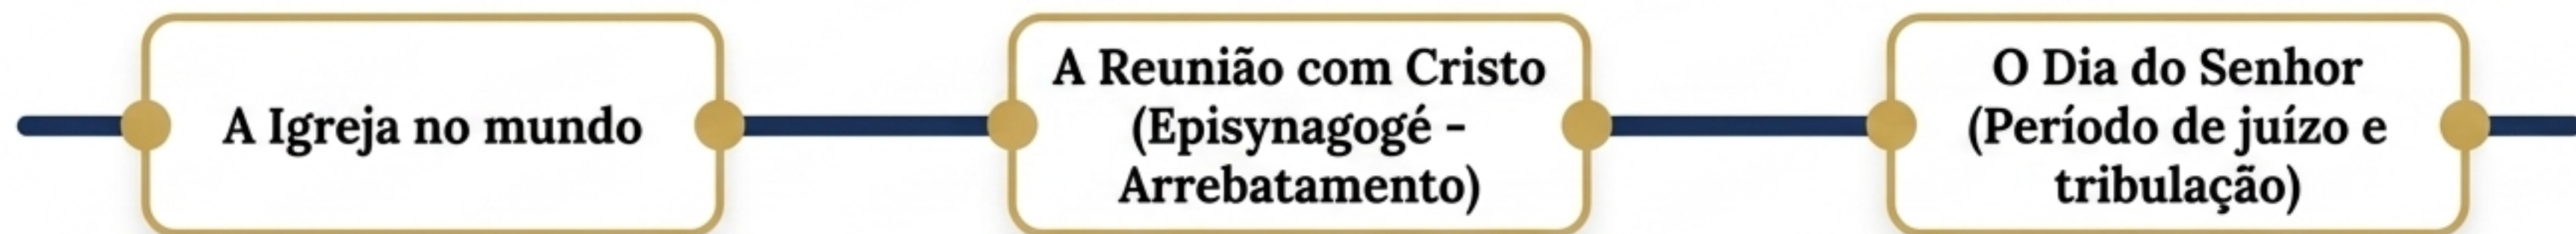 A Igreja no mundo
A Reunião com Cristo
(Episynagogé -
Arrebatamento)
O Dia do Senhor
(Período de juízo e
tribulação)